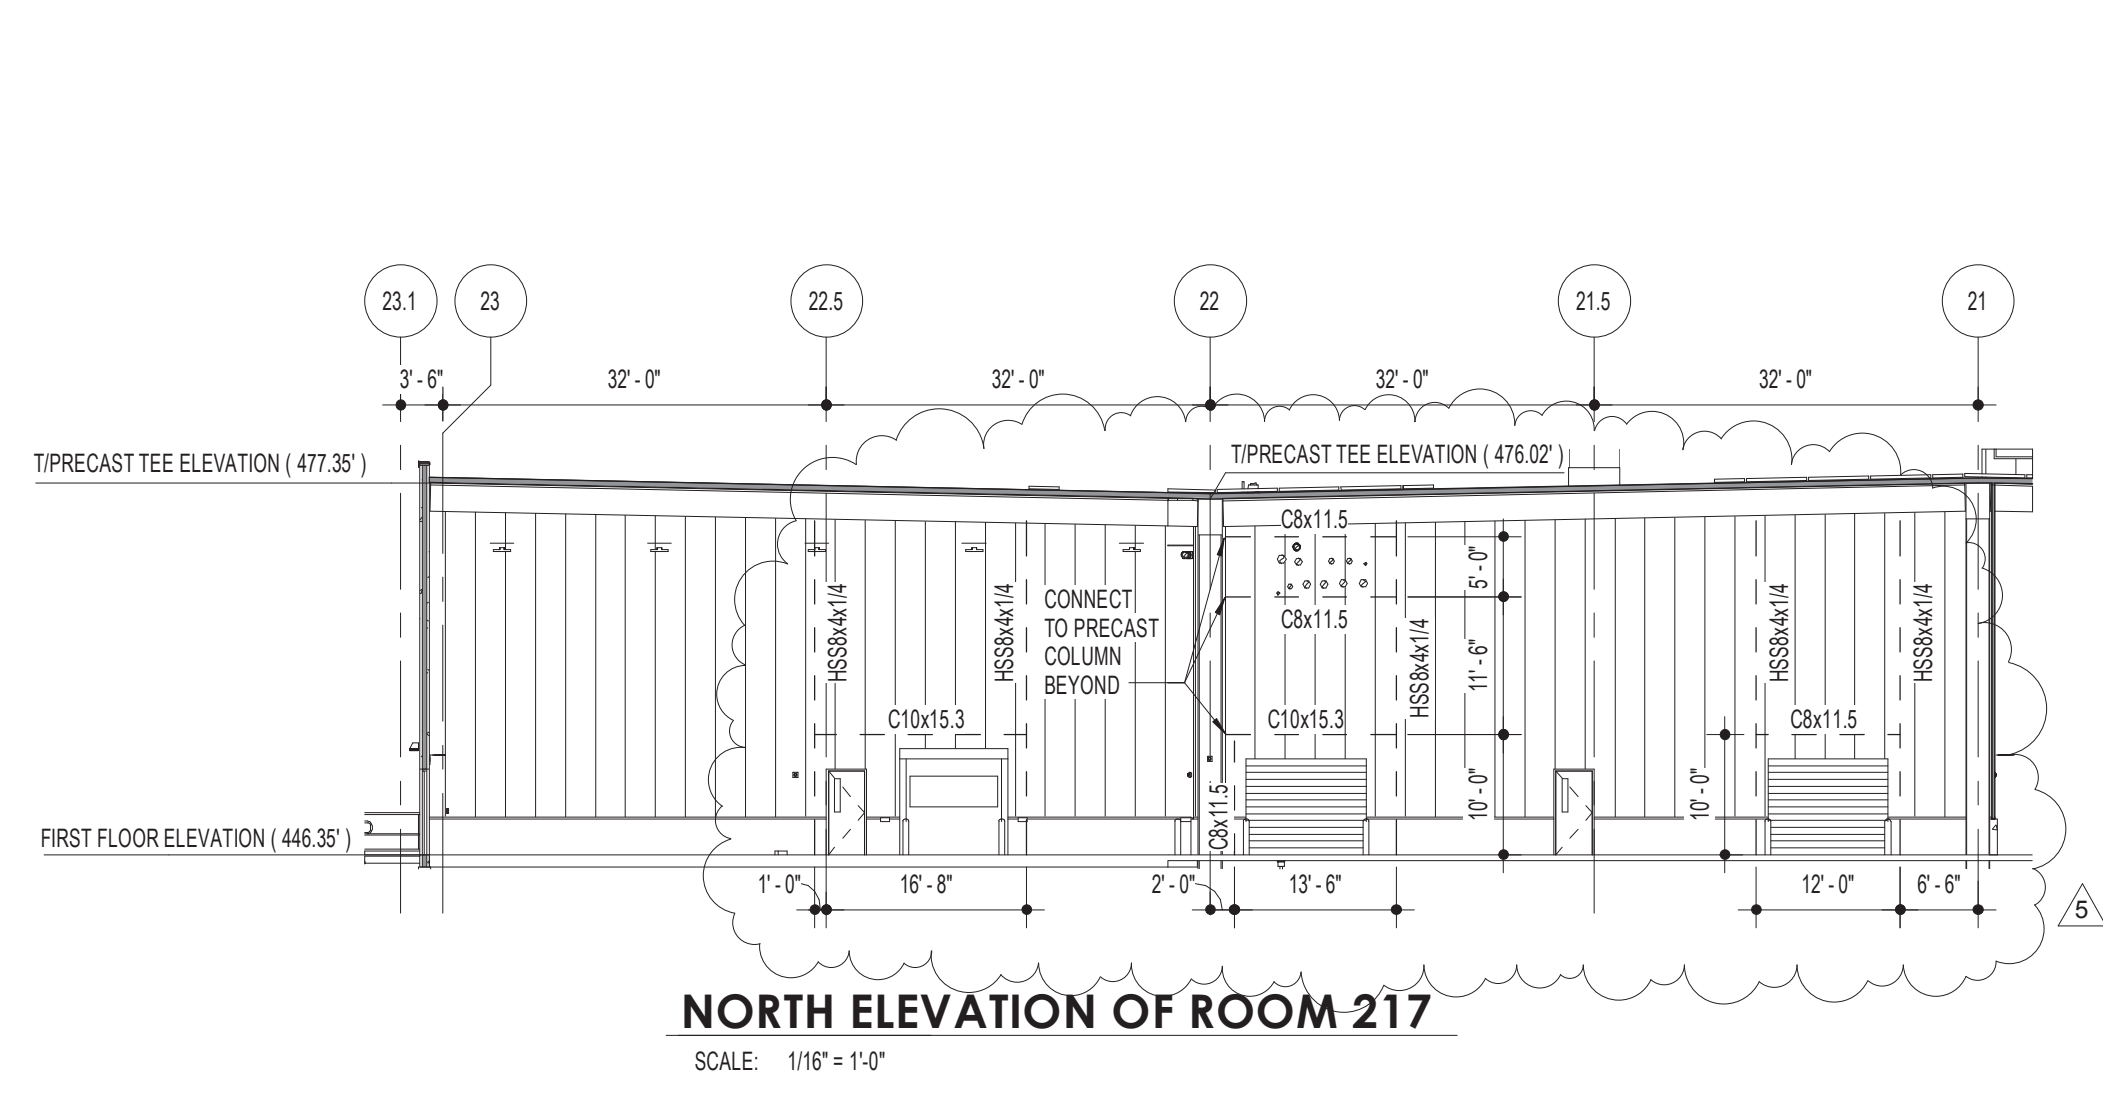 23.1
23
22.5
22
21.5
21
3' - 6"
32' - 0"
32' - 0"
32' - 0"
32' - 0"
T/PRECAST TEE ELEVATION ( 477.35' )
T/PRECAST TEE ELEVATION ( 476.02' )
C8x11.5
5' - 0"
HSS8x4x1/4
HSS8x4x1/4
CONNECT
TO PRECAST
COLUMN
BEYOND
C8x11.5
HSS8x4x1/4
11' - 6"
HSS8x4x1/4
HSS8x4x1/4
C10x15.3
C10x15.3
C8x11.5
C8x11.5
10' - 0"
10' - 0"
FIRST FLOOR ELEVATION ( 446.35' )
1' - 0"
16' - 8"
2' - 0"
13' - 6"
12' - 0"
6' - 6"
5
NORTH ELEVATION OF ROOM 217
SCALE: 1/16" = 1'-0"